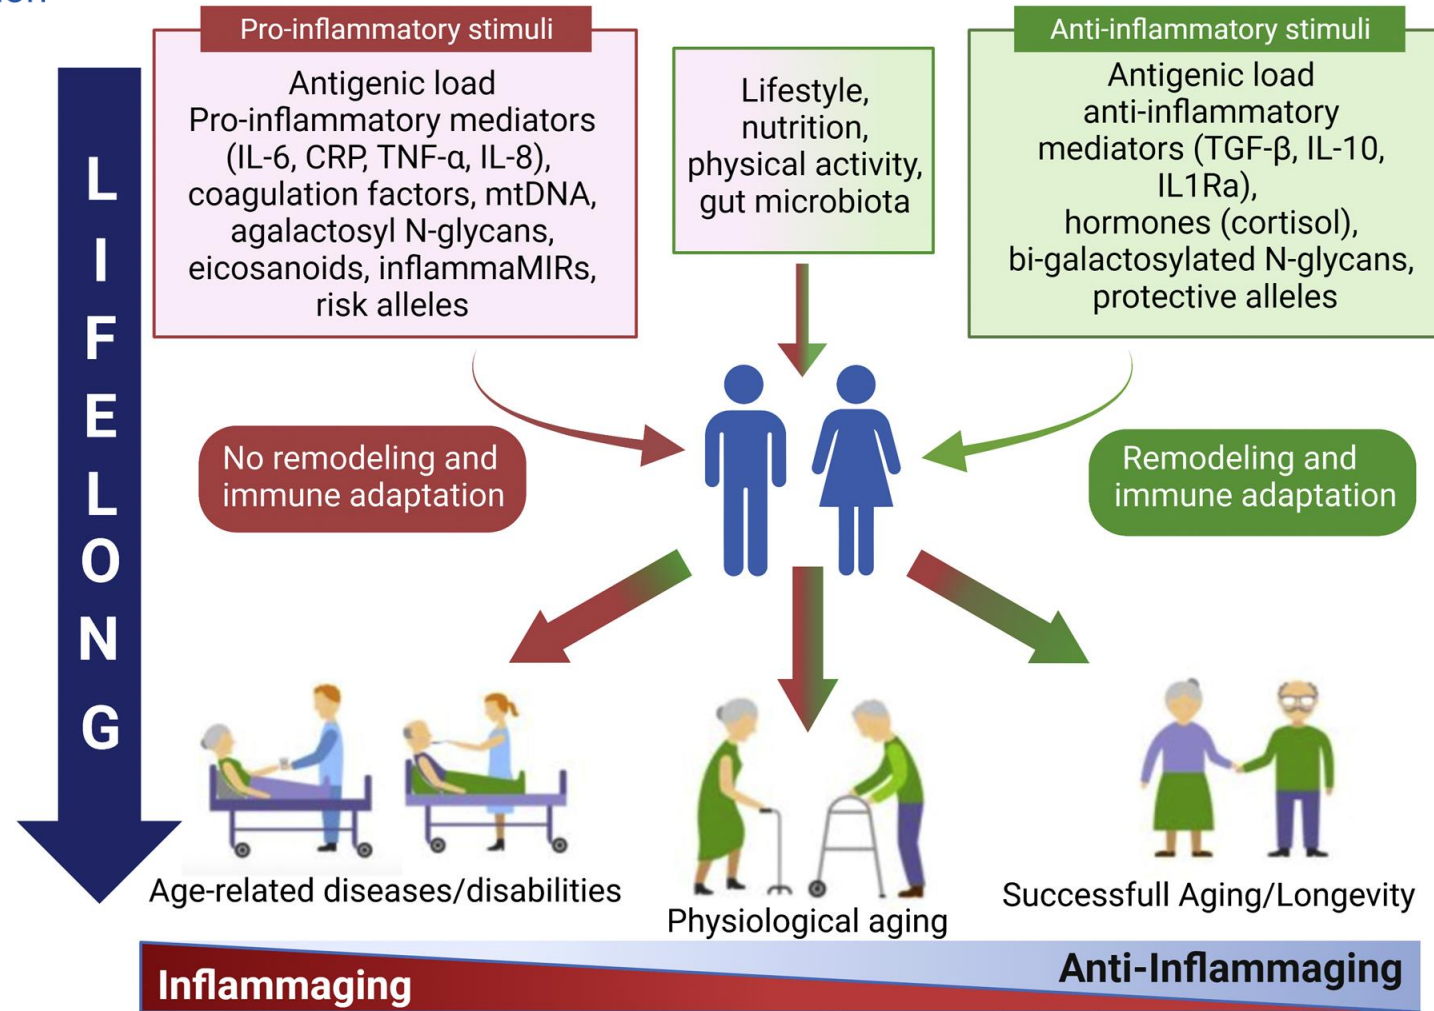 Pro-inflammatory stimuli
Antigenic load
Pro-inflammatory mediators
(IL-6, CRP, TNF-α, IL-8),
coagulation factors, mtDNA,
agalactosyl N-glycans,
eicosanoids, inflammaMIRs,
risk alleles
Lifestyle,
nutrition,
physical activity,
gut microbiota
Anti-inflammatory stimuli
Antigenic load
anti-inflammatory
mediators (TGF-β, IL-10,
IL1Ra),
hormones (cortisol),
bi-galactosylated N-glycans,
protective alleles
LIFELONG
No remodeling and
immune adaptation
Remodeling and
immune adaptation
Age-related diseases/disabilities
Physiological aging
Successfull Aging/Longevity
Inflammaging
Anti-Inflammaging